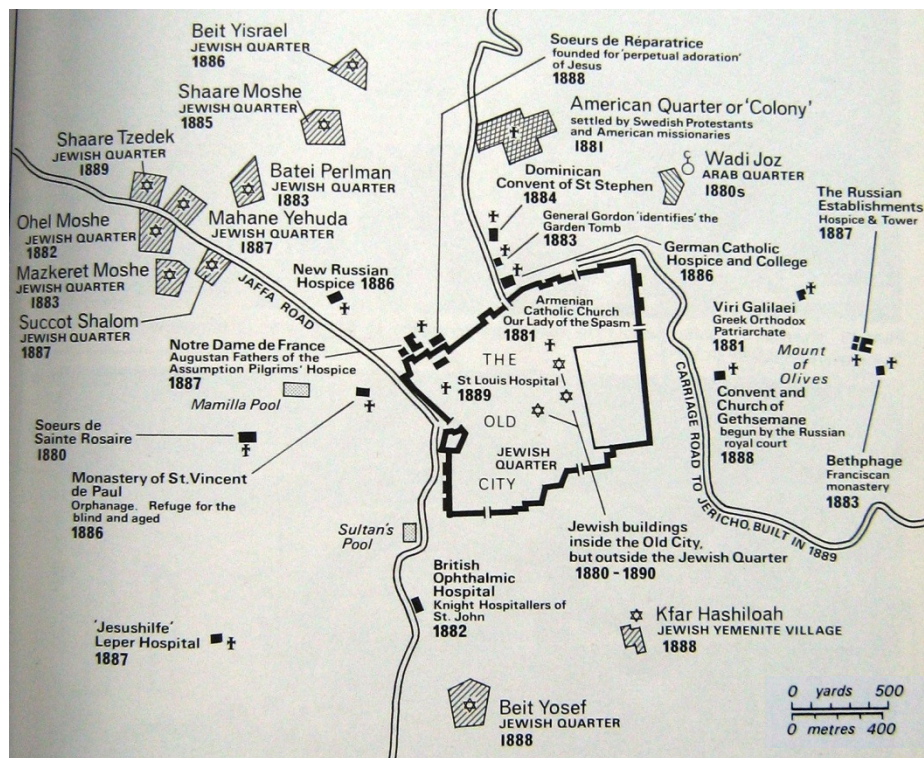 Beit Yisrael
JEWISH QUARTER
1886
Shaare Moshe
JEWISH QUARTER
1885
Shaare Tzedek
JEWISH QUARTER
1889
Batei Perlman
JEWISH QUARTER
1883
Ohel Moshe
JEWISH QUARTER
1882
Mahane Yehuda
JEWISH QUARTER
1887
Mazkeret Moshe
JEWISH QUARTER
1883
Succot Shalom
JEWISH QUARTER
1887
JAFFA ROAD
New Russian
Hospice 1886
Soeurs de Réparatrice
founded for 'perpetual adoration'
of Jesus
1888
American Quarter or 'Colony'
settled by Swedish Protestants
and American missionaries
1881
Wadi Joz
ARAB QUARTER
1880s
Dominican
Convent of St Stephen
1884
General Gordon 'identifies' the
Garden Tomb
1883
German Catholic
Hospice and College
1886
The Russian
Establishments
Hospice & Tower
1887
Viri Galilaei
Greek Orthodox
Patriarchate
1881
Mount
of
Olives
Convent and
Church of
Gethsemane
begun by the Russian
royal court
1888
Bethphage
Franciscan
monastery
1883
CARRIAGE ROAD TO JERICHO, BUILT IN 1889
Armenian
Catholic Church
Our Lady of the Spasm
1881
THE
OLD
CITY
St Louis Hospital
1889
JEWISH
QUARTER
Notre Dame de France
Augustan Fathers of the
Assumption Pilgrims' Hospice
1887
Mamilla Pool
Soeurs de
Sainte Rosaire
1880
Monastery of St. Vincent
de Paul
Orphanage. Refuge for the
blind and aged
1886
Sultan's
Pool
Jewish buildings
inside the Old City,
but outside the Jewish Quarter
1880 - 1890
British
Ophthalmic
Hospital
Knight Hospitallers of
St. John
1882
'Jesushilfe'
Leper Hospital
1887
Kfar Hashiloah
JEWISH YEMENITE VILLAGE
1888
Beit Yosef
JEWISH QUARTER
1888
0 yards 500
0 metres 400